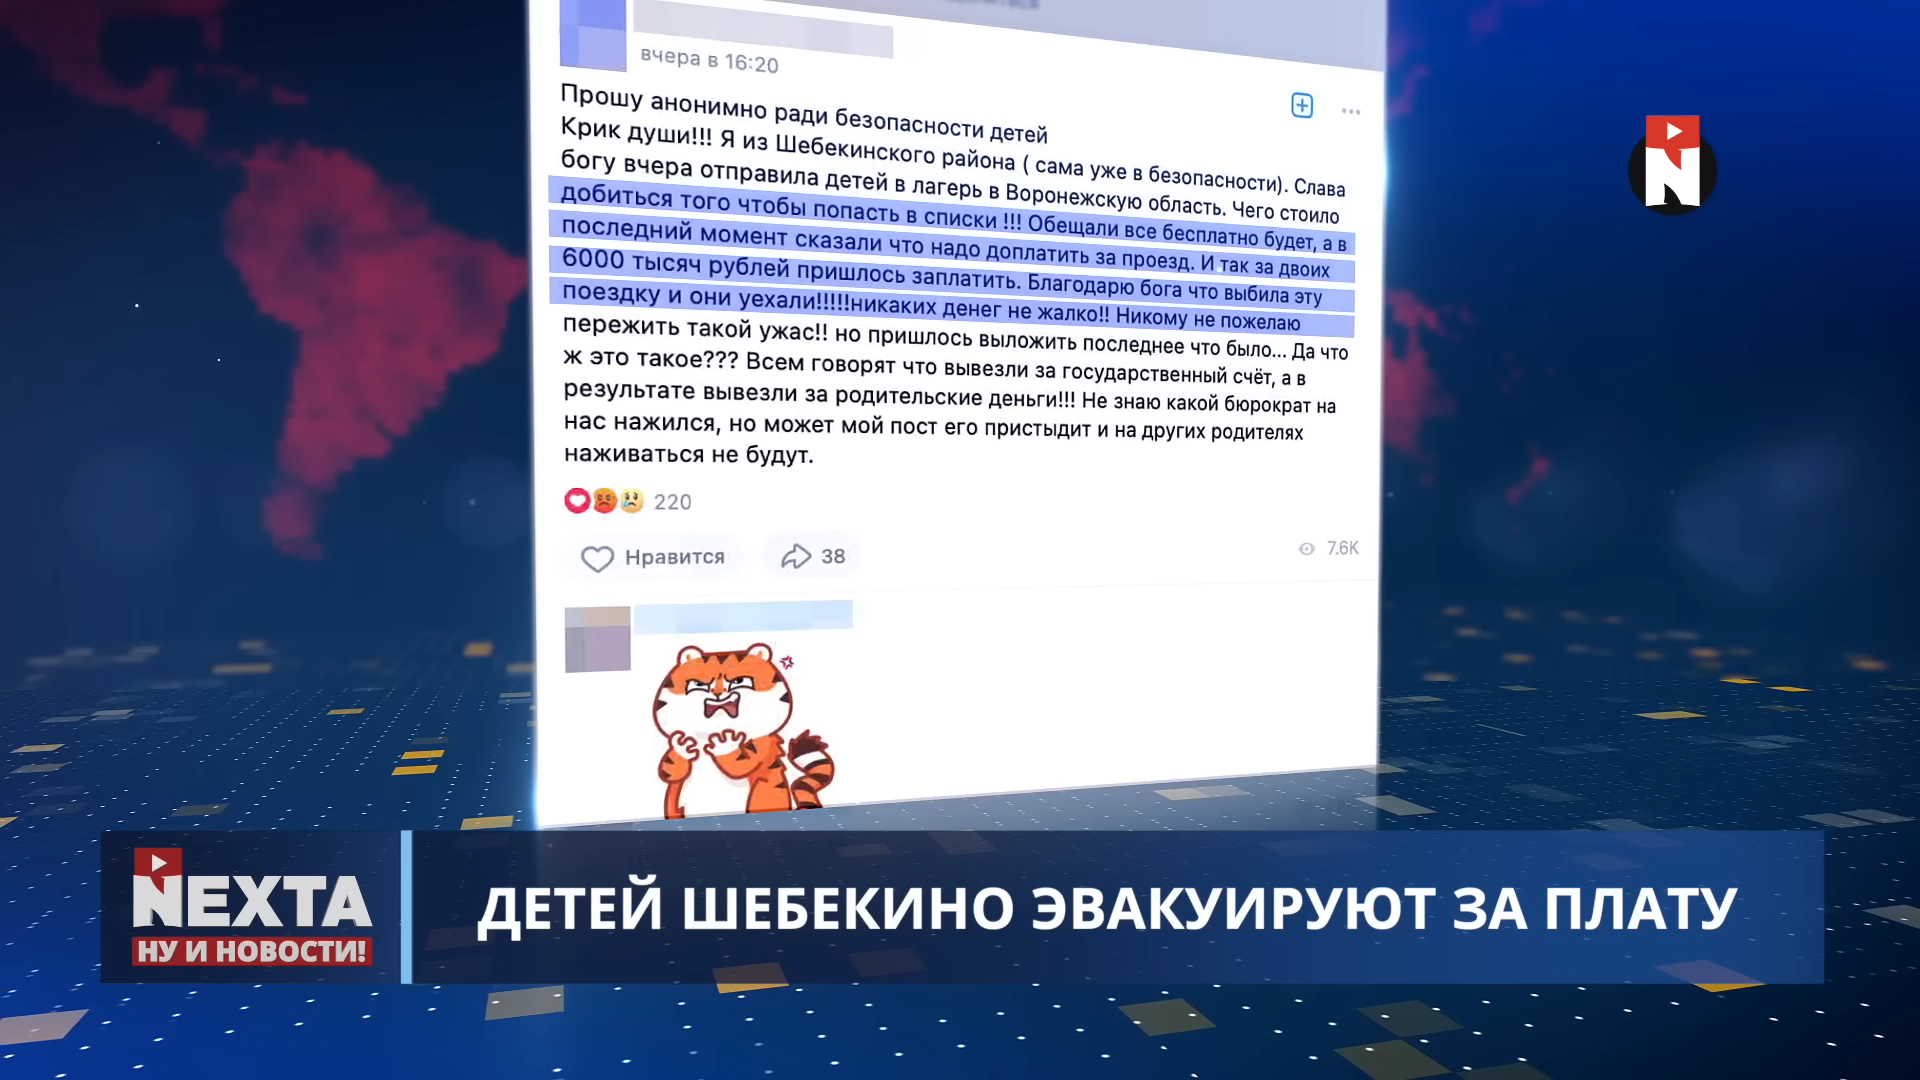 вчера в 16:20
Прошу анонимно ради безопасности детей
Крик души!!! Я из Шебекинского района ( сама уже в безопасности). Слава
богу вчера отправила детей в лагерь в Воронежскую область. Чего стоило
добиться того чтобы попасть в списки !!! Обещали все бесплатно будет, а в
последний момент сказали что надо доплатить за проезд. И так за двоих
6000 тысяч рублей пришлось заплатить. Благодарю бога что выбила эту
поездку и они уехали!!!!!никаких денег не жалко!! Никому не пожелаю
пережить такой ужас!! но пришлось выложить последнее что было... Да что
ж это такое??? Всем говорят что вывезли за государственный счёт, а в
результате вывезли за родительские деньги!!! Не знаю какой бюрократ на
нас нажился, но может мой пост его пристыдит и на других родителях
наживаться не будут.
220
Нравится
38
7.6K
N
NEXTA
НУ И НОВОСТИ!
ДЕТЕЙ ШЕБЕКИНО ЭВАКУИРУЮТ ЗА ПЛАТУ